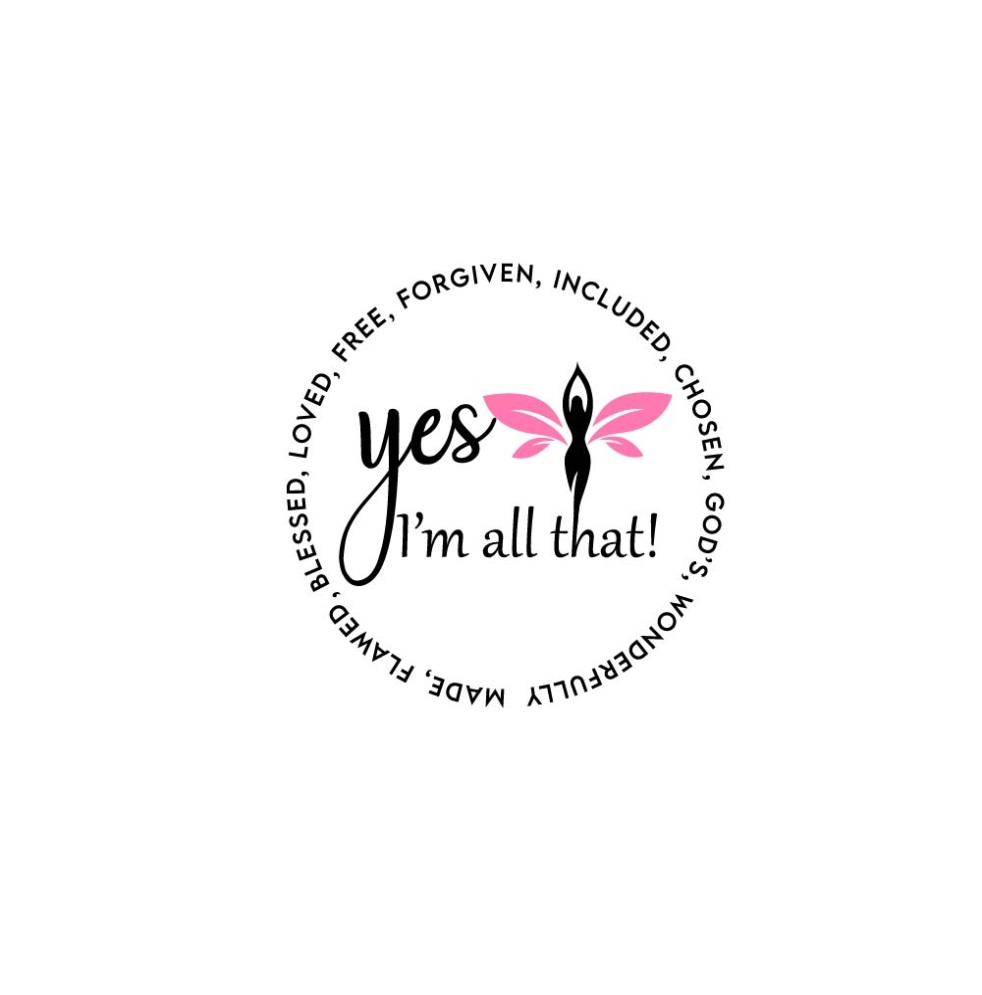 yes
I'm all that!
FLAWED, BLESSED, LOVED, FREE, FORGIVEN, INCLUDED, CHOSEN, GOD'S, WONDERFULLY MADE,